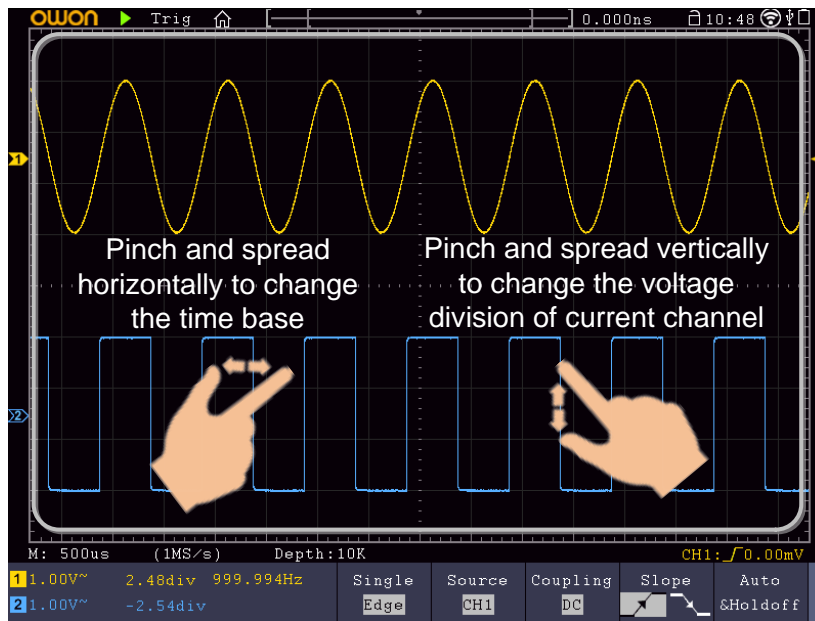 OWON Trig 0.000ns 10:48
1
Pinch and spread
horizontally to change
the time base
Pinch and spread vertically
to change the voltage
division of current channel
2
M: 500us (1MS/s) Depth:10K CH1: 0.00mV
1 1.00V~ 2.48div 999.994Hz Single Source Coupling Slope Auto
2 1.00V~ -2.54div Edge CH1 DC &Holdoff